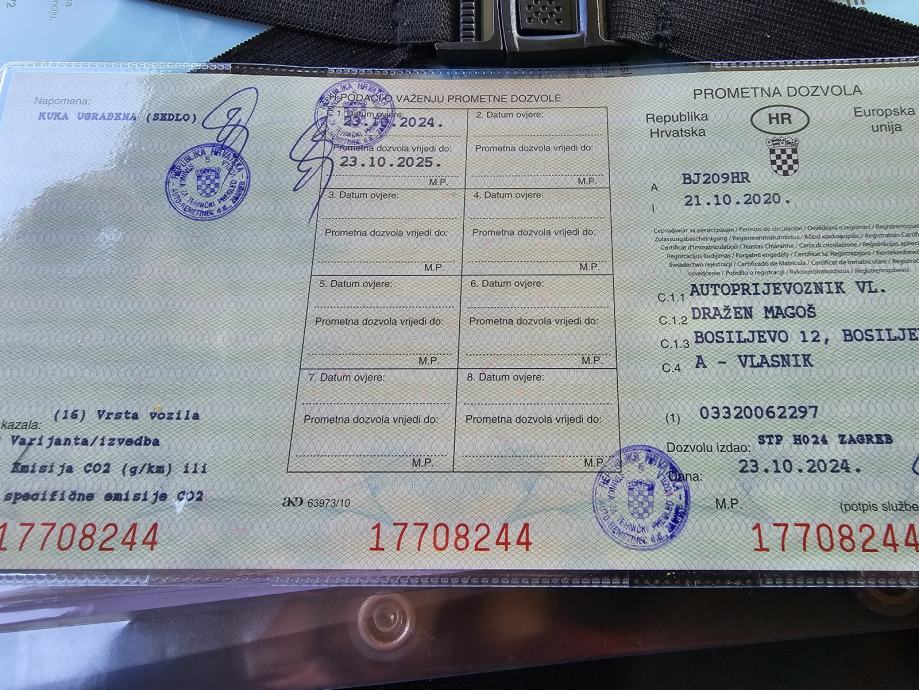 Napomena:
KUKA UGRAĐENA (SEDLO)
(16) Vrsta vozila
kazala:
Varijanta/izvedba
Emisija CO2 (g/km) ili
specifične emisije CO2
17708244
PODACI O VAŽENJU PROMETNE DOZVOLE
1. Datum ovjere:
23.10.2024.
Prometna dozvola vrijedi do:
23.10.2025.
M.P.
2. Datum ovjere:
Prometna dozvola vrijedi do:
M.P.
3. Datum ovjere:
Prometna dozvola vrijedi do:
M.P.
4. Datum ovjere:
Prometna dozvola vrijedi do:
M.P.
5. Datum ovjere:
Prometna dozvola vrijedi do:
M.P.
6. Datum ovjere:
Prometna dozvola vrijedi do:
M.P.
7. Datum ovjere:
Prometna dozvola vrijedi do:
M.P.
8. Datum ovjere:
Prometna dozvola vrijedi do:
M.P.
AKD 63973/10
17708244
PROMETNA DOZVOLA
Republika
Hrvatska
HR
Europska
unija
A BJ209HR
I 21.10.2020.
C.1.1 AUTOPRIJEVOZNIK VL.
C.1.2 DRAŽEN MAGOŠ
C.1.3 BOSILJEVO 12,
C.4 A - VLASNIK
(1) 03320062297
Dozvolu izdao: STP H024 ZAGREB
Dana: 23.10.2024.
M.P. (potpis
17708244